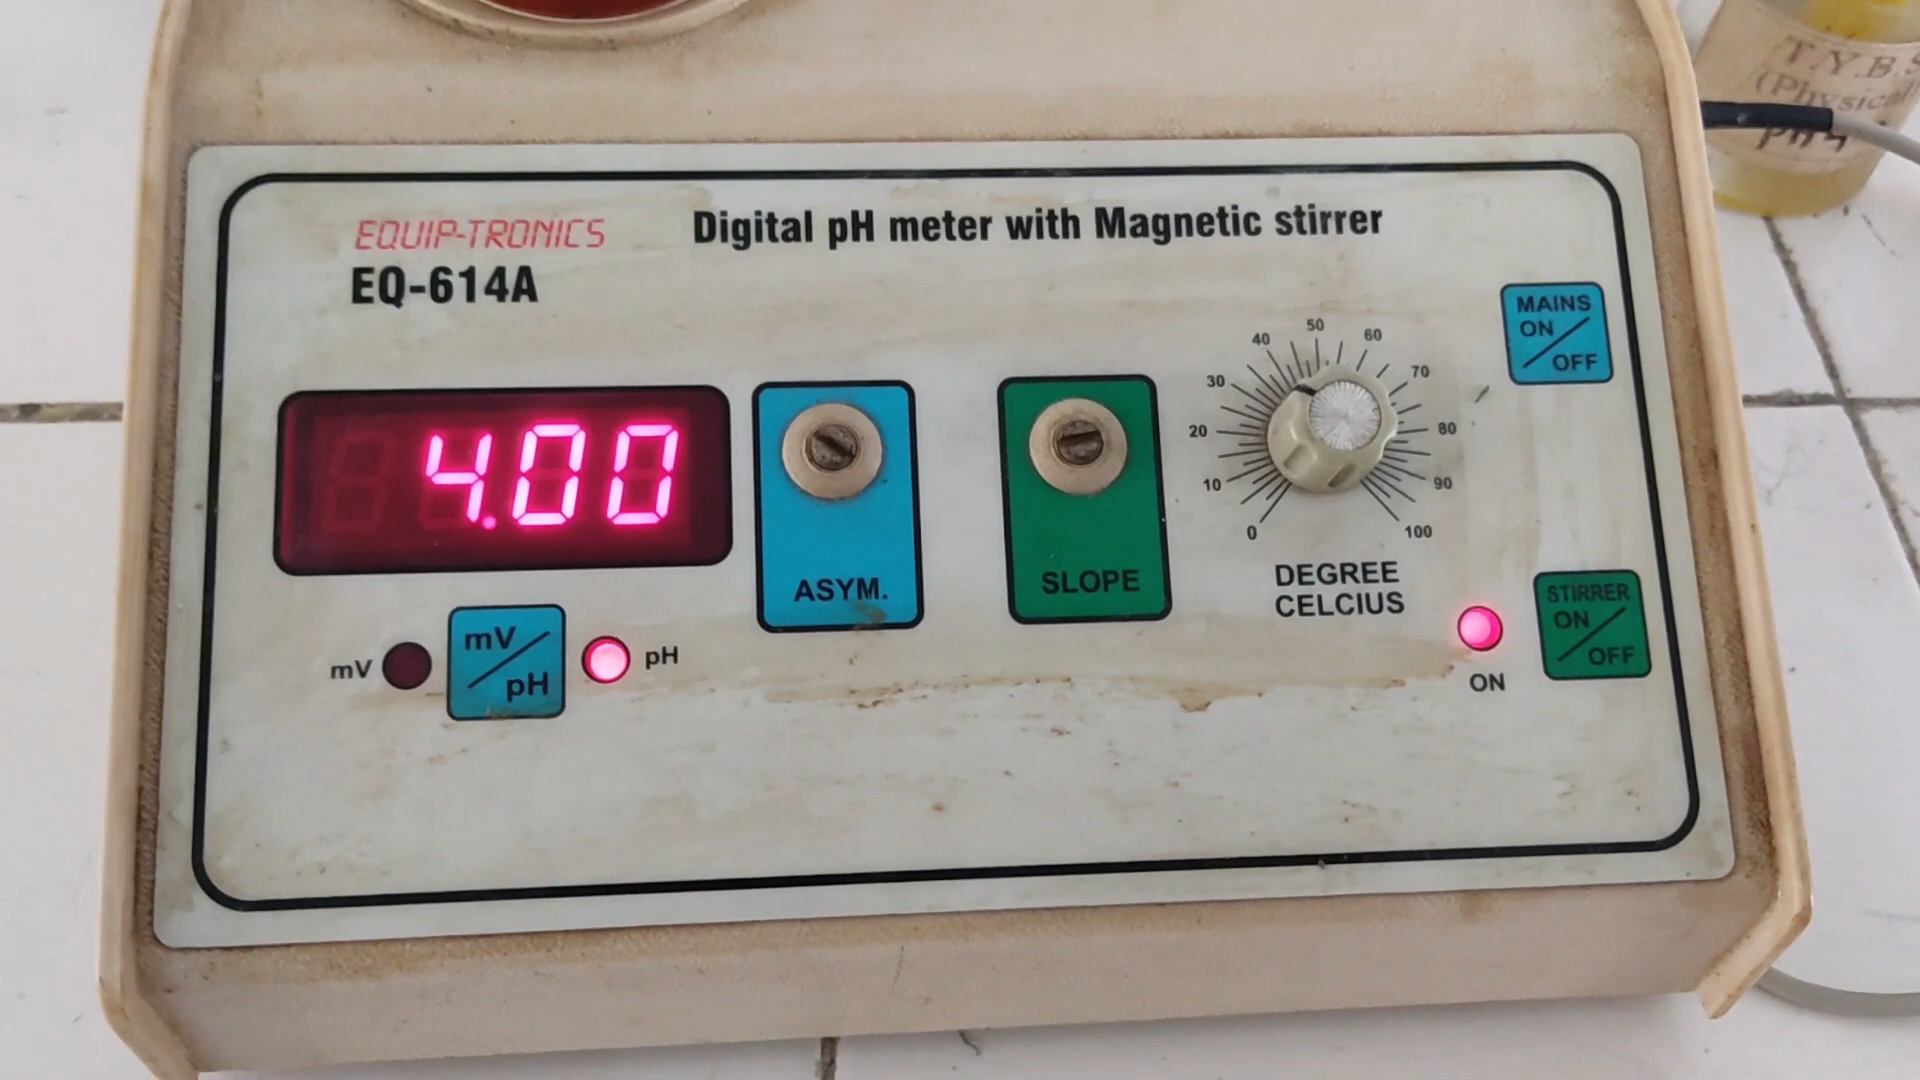 T.Y.B.S
(Physical
pH 4
EQUIP-TRONICS
Digital pH meter with Magnetic stirrer
EQ-614A
MAINS
ON
OFF
4.00
0
10
20
30
40
50
60
70
80
90
100
ASYM.
SLOPE
DEGREE
CELCIUS
mV
mV
pH
pH
ON
STIRRER
ON
OFF